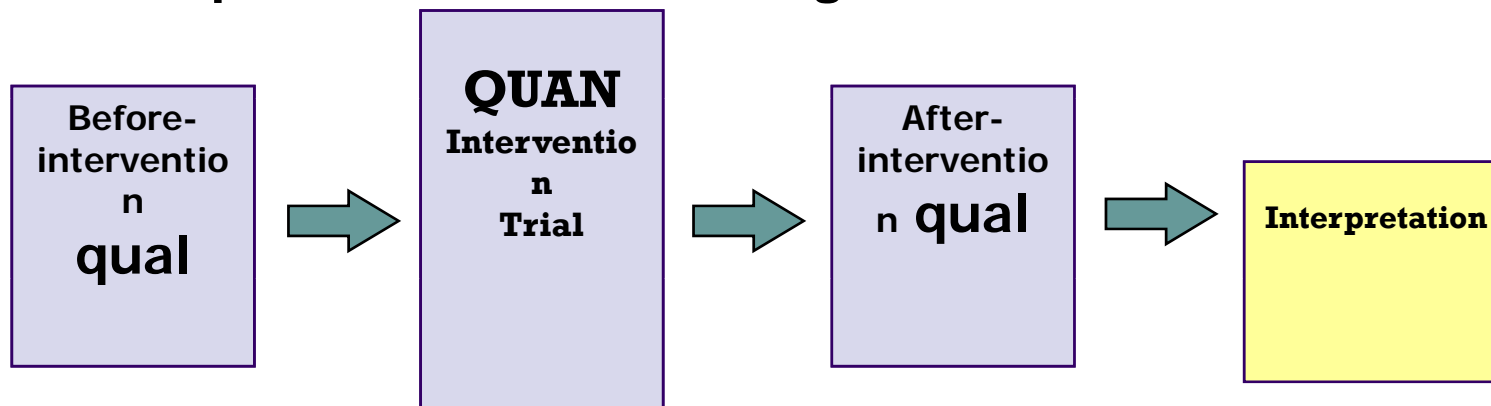 Before-
interventio
n
qual
QUAN
Interventio
n
Trial
After-
interventio
n qual
Interpretation